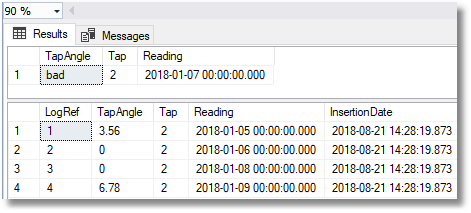 90 %
Results Messages
TapAngle Tap Reading
1 bad 2 2018-01-07 00:00:00.000
LogRef TapAngle Tap Reading InsertionDate
1 1 3.56 2 2018-01-05 00:00:00.000 2018-08-21 14:28:19.873
2 2 0 2 2018-01-06 00:00:00.000 2018-08-21 14:28:19.873
3 3 0 2 2018-01-08 00:00:00.000 2018-08-21 14:28:19.873
4 4 6.78 2 2018-01-09 00:00:00.000 2018-08-21 14:28:19.873